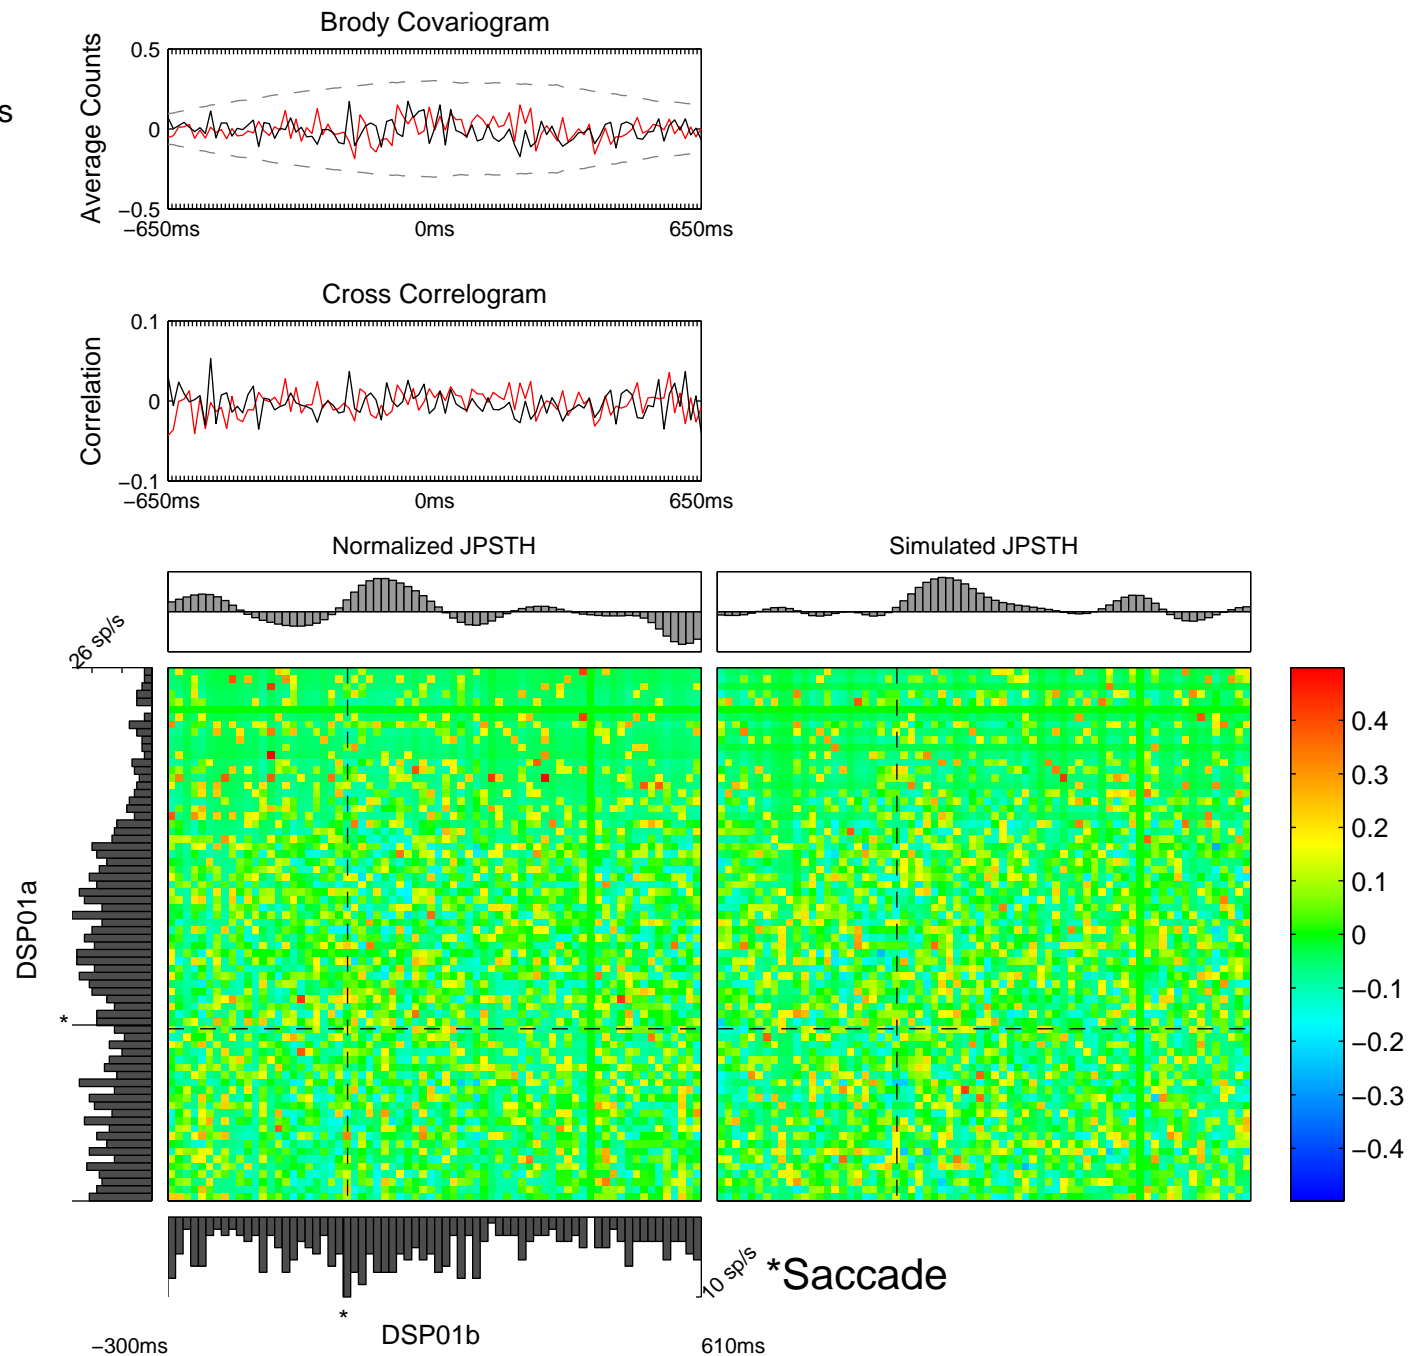 Brody Covariogram
s
Average Counts
0.5
0
−0.5
−650ms
0ms
650ms
Cross Correlogram
Correlation
0.1
0
−0.1
−650ms
0ms
650ms
Normalized JPSTH
Simulated JPSTH
26 sp/s
DSP01a
*
0.4
0.3
0.2
0.1
0
−0.1
−0.2
−0.3
−0.4
10 sp/s
*Saccade
*
DSP01b
−300ms
610ms